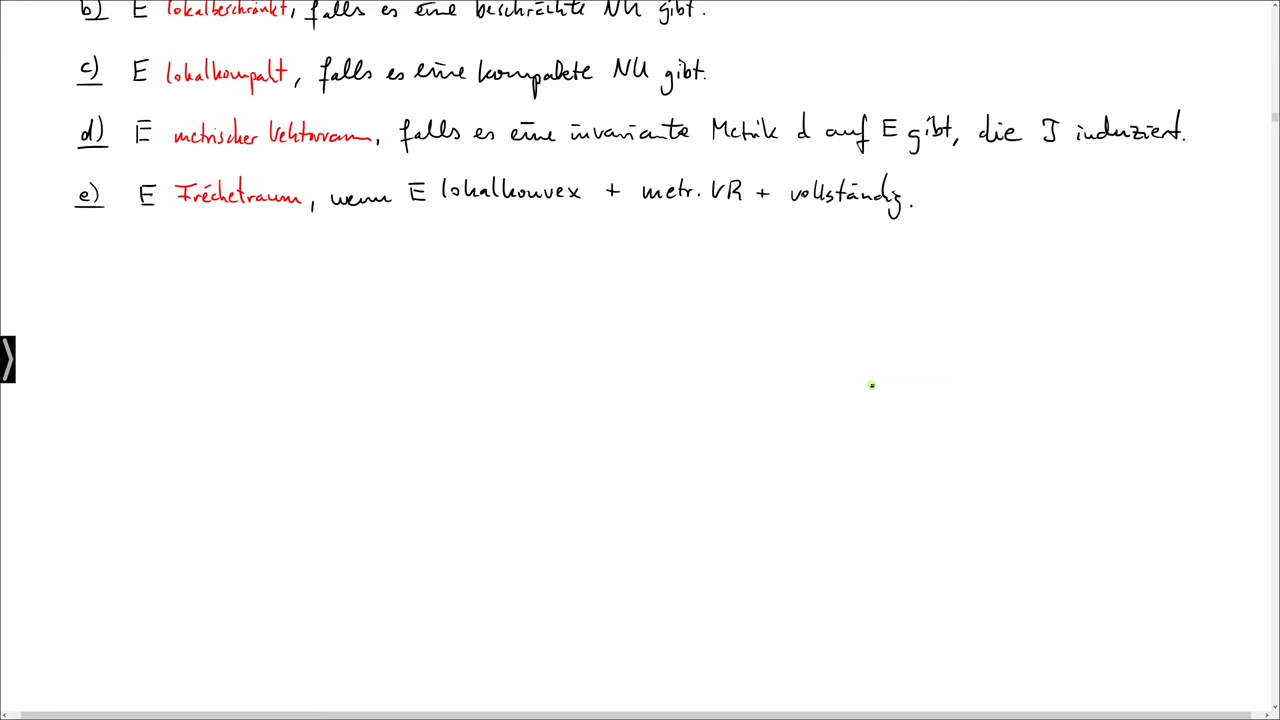 b) E lokalbeschränkt, falls es eine beschränkte NU gibt.
c) E lokalkompakt, falls es eine kompakte NU gibt.
d) E metrischer Vektorraum, falls es eine invariante Metrik d auf E gibt, die T induziert.
e) E Fréchetraum, wenn E lokalkonvex + metr. VR + vollständig.